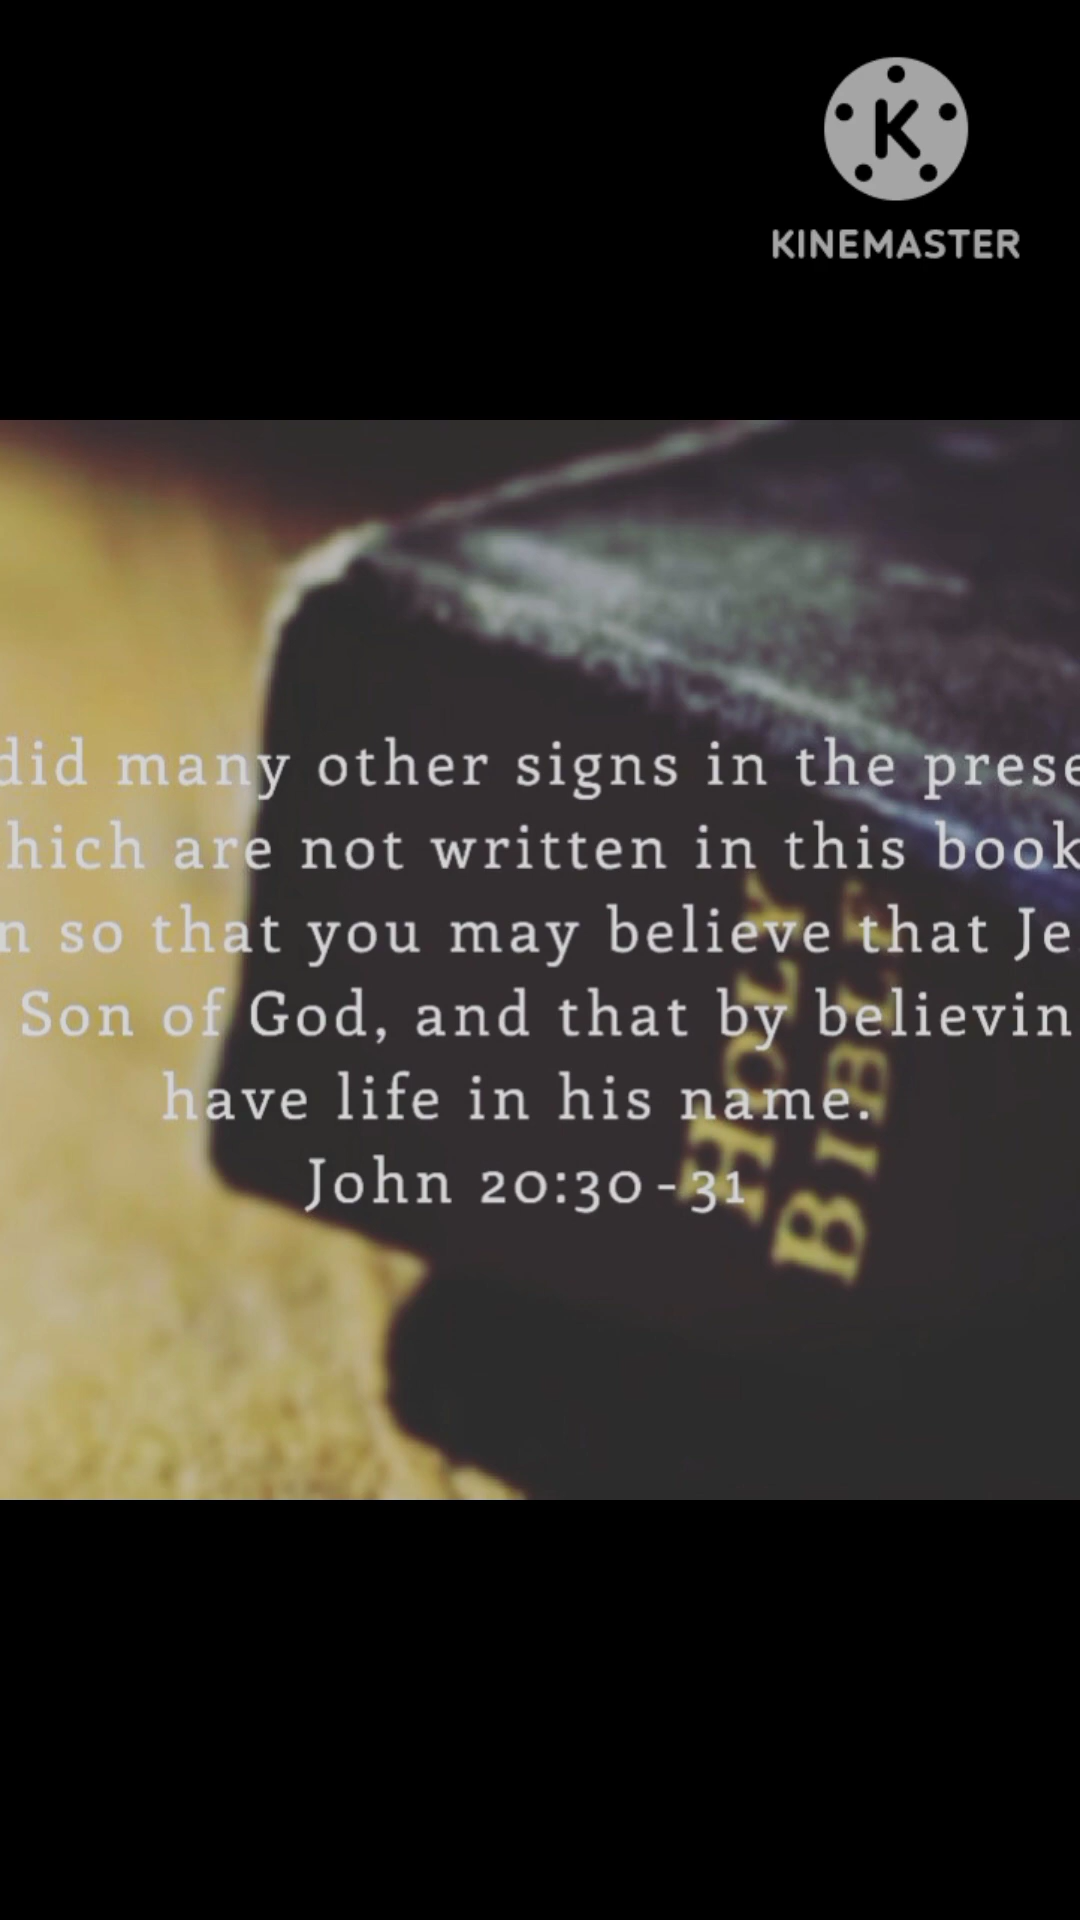 K
KINEMASTER
did many other signs in the prese
hich are not written in this book
n so that you may believe that Je
Son of God, and that by believin
have life in his name.
John 20:30-31
HOLY
BIBLE